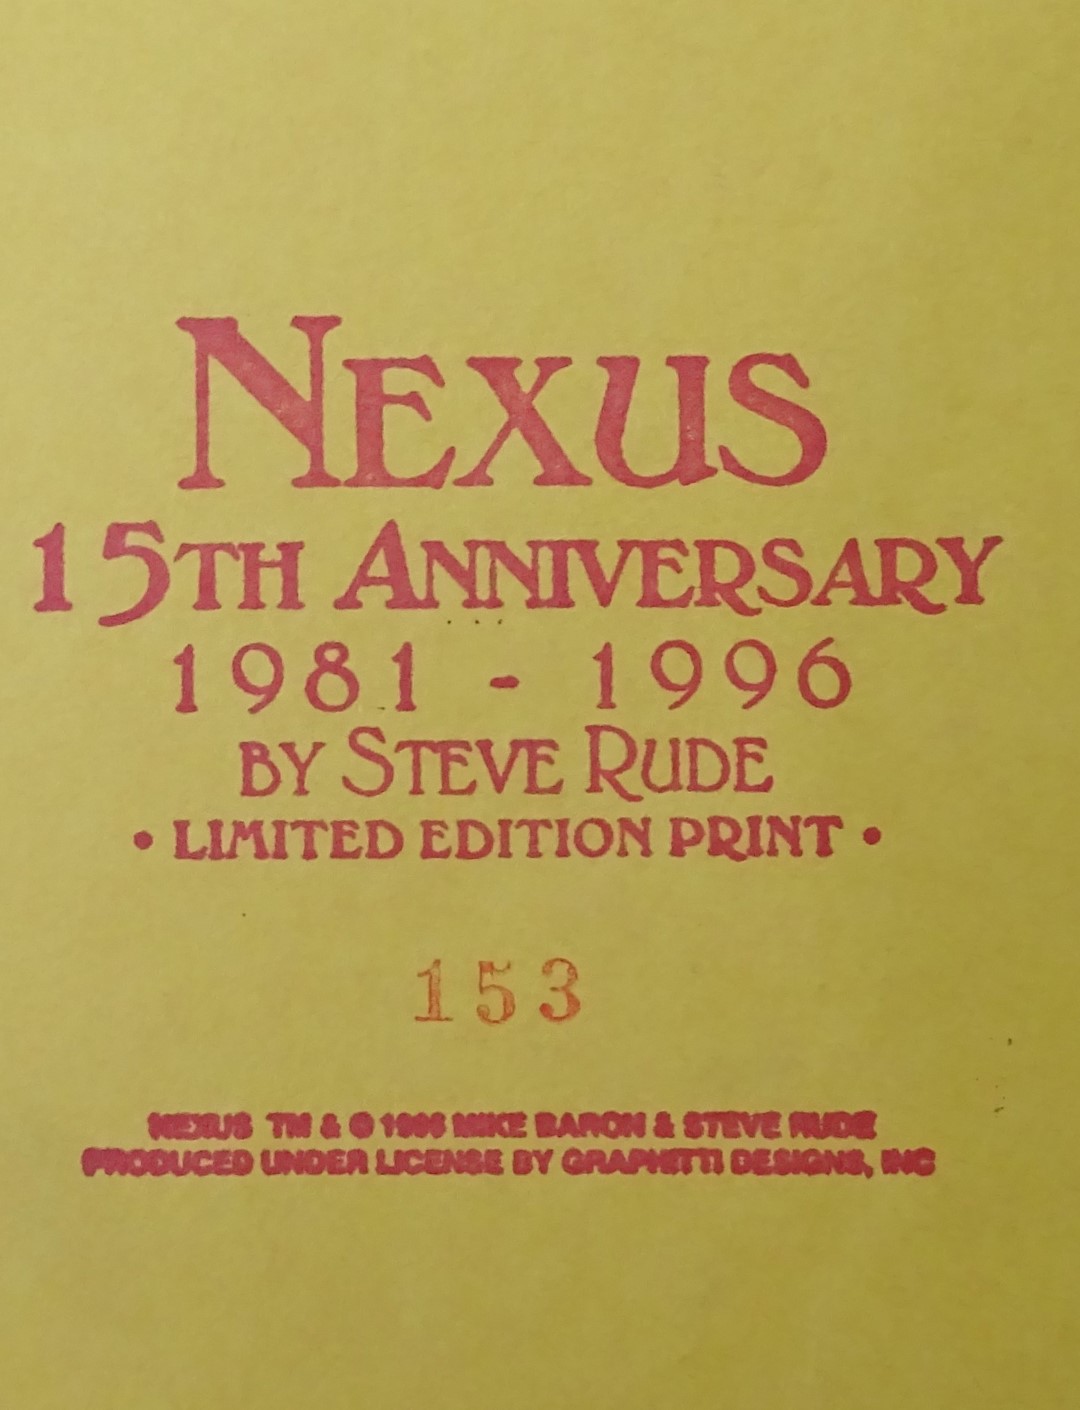 NEXUS
15TH ANNIVERSARY
1981 - 1996
BY STEVE RUDE
• LIMITED EDITION PRINT •
153
NEXUS TM & © 1996 MIKE BARON & STEVE RUDE
PRODUCED UNDER LICENSE BY GRAPHITTI DESIGNS, INC